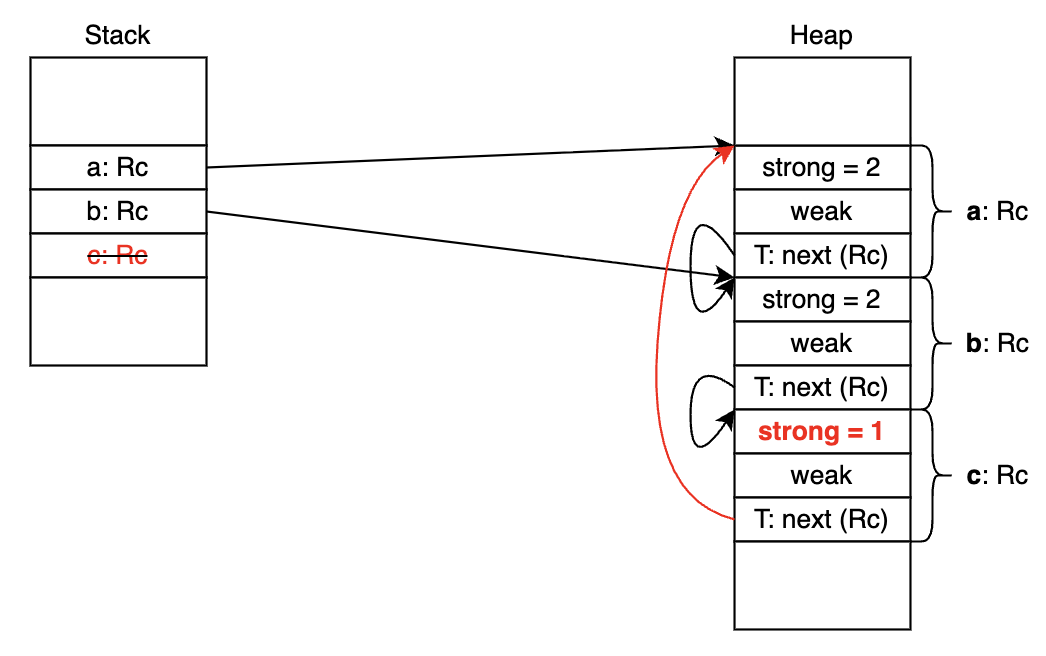 Stack
a: Rc
b: Rc
c: Rc
Heap
strong = 2
weak
T: next (Rc)
strong = 2
weak
T: next (Rc)
strong = 1
weak
T: next (Rc)
a: Rc
b: Rc
c: Rc